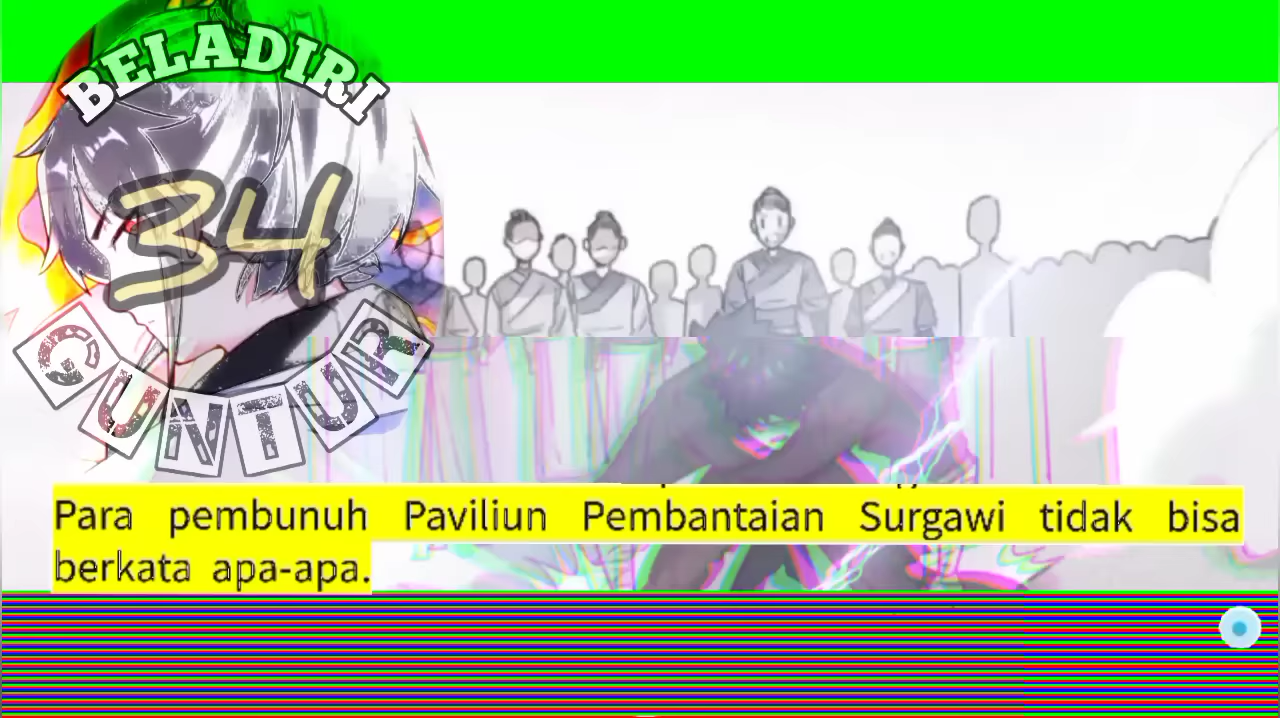 BELADIRI
34
GUNTUR
Para pembunuh Paviliun Pembantaian Surgawi tidak bisa
berkata apa-apa.